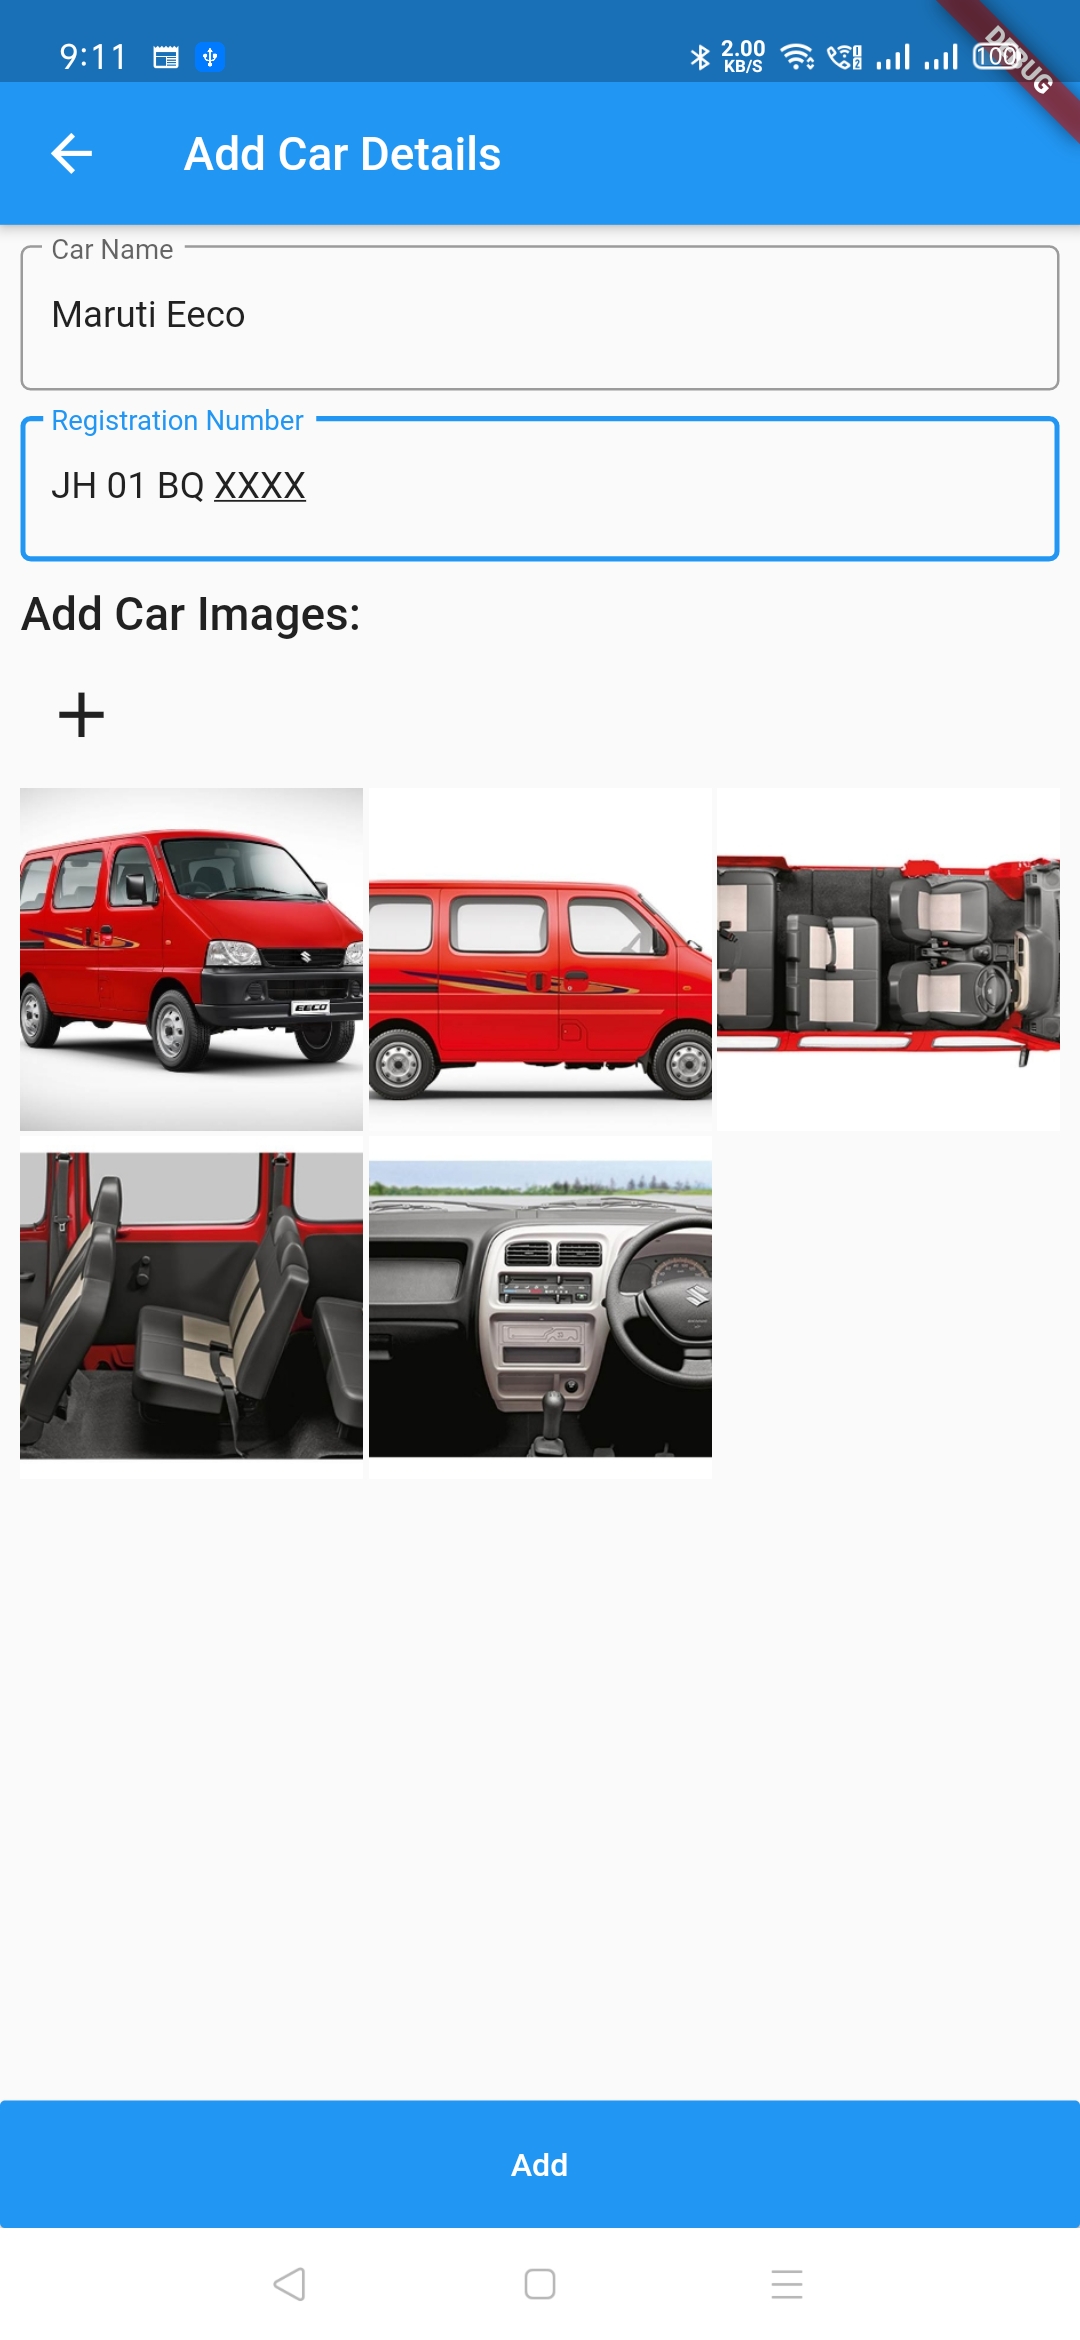 9:11
2.00
KB/S
100
DEBUG
Add Car Details
Car Name
Maruti Eeco
Registration Number
JH 01 BQ XXXX
Add Car Images:
EECO
Add